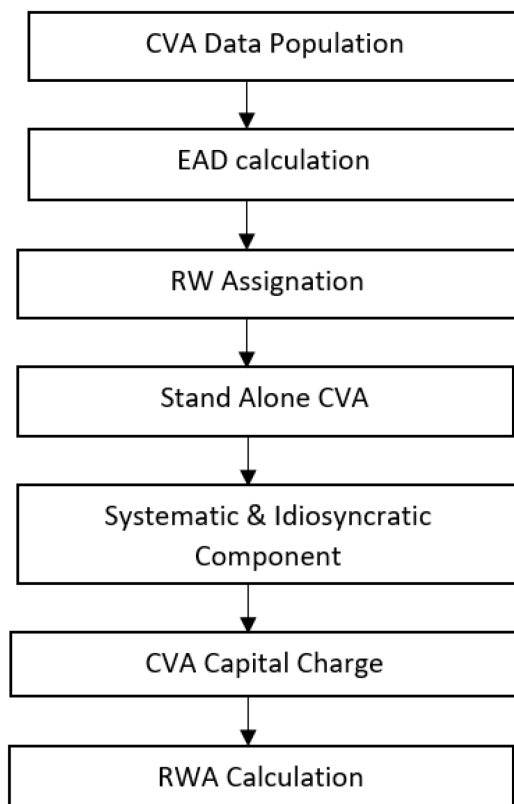 CVA Data Population
EAD calculation
RW Assignation
Stand Alone CVA
Systematic & Idiosyncratic
Component
CVA Capital Charge
RWA Calculation